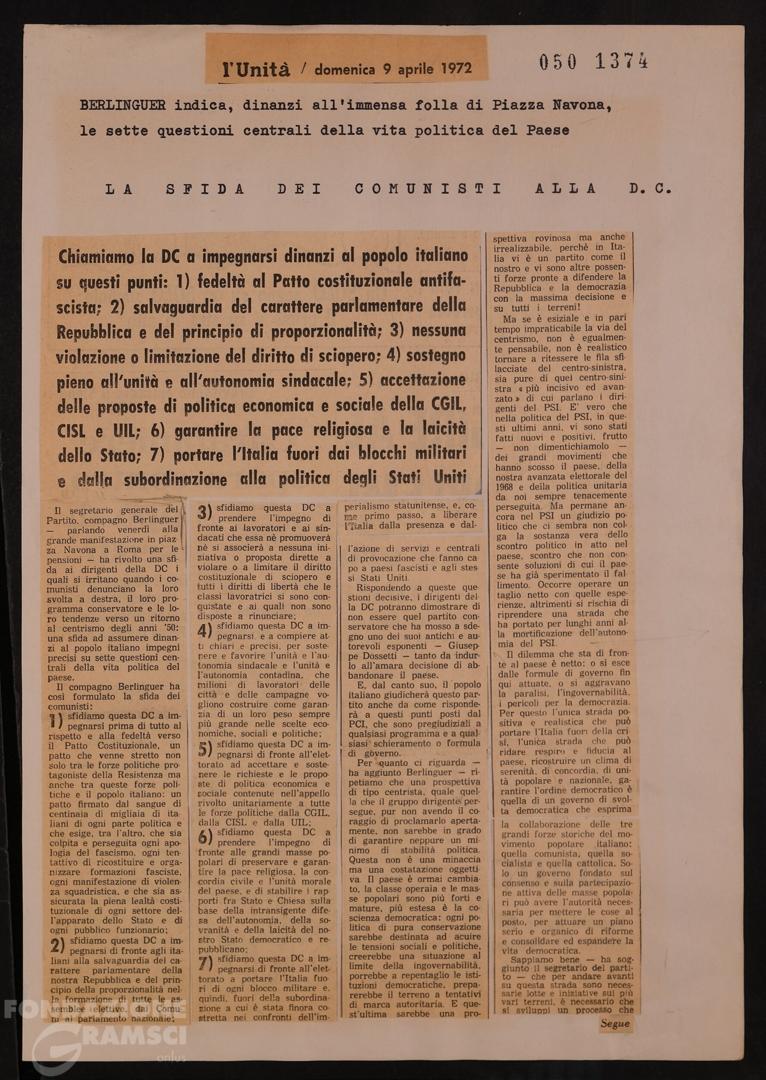 l'Unità / domenica 9 aprile 1972
050 1374
BERLINGUER indica, dinanzi all'immensa folla di Piazza Navona,
le sette questioni centrali della vita politica del Paese
LA SFIDA DEI COMUNISTI ALLA D.C.
Chiamiamo la DC a impegnarsi dinanzi al popolo italiano
su questi punti: 1) fedeltà al Patto costituzionale antifa-
scista; 2) salvaguardia del carattere parlamentare della
Repubblica e del principio di proporzionalità; 3) nessuna
violazione o limitazione del diritto di sciopero; 4) sostegno
pieno all'unità e all'autonomia sindacale; 5) accettazione
delle proposte di politica economica e sociale della CGIL,
CISL e UIL; 6) garantire la pace religiosa e la laicità
dello Stato; 7) portare l'Italia fuori dai blocchi militari
e dalla subordinazione alla politica degli Stati Uniti
Il segretario generale del
Partito, compagno Berlinguer
— parlando venerdì alla
grande manifestazione in piaz
za Navona a Roma per le
pensioni — ha rivolto una sfi-
da ai dirigenti della DC i
quali si irritano quando i co-
munisti denunciano la loro
svolta a destra, il loro pro-
gramma conservatore e le lo-
ro tendenze verso un ritorno
al centrismo degli anni '50:
una sfida ad assumere dinan-
zi al popolo italiano impegni
precisi su sette questioni cen-
trali della vita politica del
paese.
Il compagno Berlinguer ha
così formulato la sfida dei
comunisti:
1) sfidiamo questa DC a im-
pegnarsi prima di tutto al
rispetto e alla fedeltà verso
il Patto Costituzionale, un
patto che venne stretto non
solo tra le forze politiche pro-
tagoniste della Resistenza ma
anche tra queste forze poli-
tiche e il popolo italiano: un
patto firmato dal sangue di
centinaia di migliaia di ita-
liani di ogni parte politica e
che esige, tra l'altro, che sia
colpita e perseguita ogni apo-
logia del fascismo, ogni ten-
tativo di ricostituire e orga-
nizzare formazioni fasciste,
ogni manifestazione di violen
za squadristica, e che sia as-
sicurata la piena lealtà costi-
tuzionale di ogni settore del-
l'apparato dello Stato e di
ogni pubblico funzionario;
2) sfidiamo questa DC a im-
pegnarsi di fronte agli ita-
liani alla salvaguardia del ca-
rattere parlamentare della
nostra Repubblica e del prin-
cipio della proporzionalità nel-
la formazione di tutte le as-
semblee elettive, dai Comu-
ni al parlamento nazionale;
3) sfidiamo questa DC a
prendere l'impegno di
fronte ai lavoratori e ai sin-
dacati che essa nè promuoverà
nè si associerà a nessuna ini-
ziativa o proposta dirette a
violare o a limitare il diritto
costituzionale di sciopero e
tutti i diritti di libertà che le
classi lavoratrici si sono con-
quistate e ai quali non sono
disposte a rinunciare;
4) sfidiamo questa DC a im-
pegnarsi, e a compiere at-
ti chiari e precisi, per soste-
nere e favorire l'unità e l'au-
tonomia sindacale e l'unità e
l'autonomia contadina, che
milioni di lavoratori delle
città e delle campagne vo-
gliono costruire come garan-
zia di un loro peso sempre
più grande nelle scelte eco-
nomiche, sociali e politiche;
5) sfidiamo questa DC a im-
pegnarsi di fronte all'elet-
torato ad accettare e soste-
nere le richieste e le propo-
ste di politica economica e
sociale contenute nell'appello
rivolto unitariamente a tutte
le forze politiche dalla CGIL,
dalla CISL e dalla UIL;
6) sfidiamo questa DC a
prendere l'impegno di
fronte alle grandi masse po-
polari di preservare e garan-
tire la pace religiosa, la con-
cordia civile e l'unità morale
del paese, e di stabilire i rap
porti fra Stato e Chiesa sulla
base della intransigente dife
sa dell'autonomia, della so-
vranità e della laicità del no-
stro Stato democratico e re-
pubblicano;
7) sfidiamo questa DC a im-
pegnarsi di fronte all'elet-
torato a portare l'Italia fuo-
ri di ogni blocco militare e,
quindi, fuori della subordina-
zione a cui è stata finora co-
stretta nei confronti dell'im-
perialismo statunitense, e, co-
me primo passo, a liberare
l'Italia dalla presenza e dal-
l'azione di servizi e centrali
di provocazione che fanno ca
po a paesi fascisti e agli stes
si Stati Uniti.
Rispondendo a queste que-
stioni decisive, i dirigenti del-
la DC potranno dimostrare di
non essere quel partito con-
servatore che ha mosso a sde-
gno uno dei suoi antichi e au-
torevoli esponenti — Giusep-
pe Dossetti — tanto da indur-
lo all'amara decisione di ab-
bandonare il paese.
E, dal canto suo, il popolo
italiano giudicherà questo par-
tito anche da come risponde-
rà a questi punti posti dal
PCI, che sono pregiudiziali a
qualsiasi programma e a qual-
siasi schieramento o formula
di governo.
Per quanto ci riguarda —
ha aggiunto Berlinguer — ri-
petiamo che una prospettiva
di tipo centrista, quale quel-
la che il gruppo dirigente per-
segue, pur non avendo il co-
raggio di proclamarlo aperta-
mente, non sarebbe in grado
di garantire neppure un mi-
nimo di stabilità politica.
Questa non è una minaccia
ma una costatazione oggetti-
va. Il paese è ormai cambia-
to, la classe operaia e le mas-
se popolari sono più forti e
mature, più estesa è la co-
scienza democratica: ogni po-
litica di pura conservazione
sarebbe destinata ad acuire
le tensioni sociali e politiche,
creerebbe una situazione al
limite della ingovernabilità,
porrebbe a repentaglio le isti-
tuzioni democratiche, prepa-
rerebbe il terreno a tentativi
di marca autoritaria. E que-
st'ultima sarebbe una pro-
spettiva rovinosa ma anche
irrealizzabile, perchè in Ita-
lia vi è un partito come il
nostro e vi sono altre possen-
ti forze pronte a difendere la
Repubblica e la democrazia
con la massima decisione e
su tutti i terreni!
Ma se è esiziale e in pari
tempo impraticabile la via del
centrismo, non è egualmen-
te pensabile, non è realistico
tornare a ritessere le fila sfi-
lacciate del centro-sinistra,
sia pure di quel centro-sini-
stra « più incisivo ed avan-
zato » di cui parlano i diri-
genti del PSI. E' vero che
nella politica del PSI, in que-
sti ultimi anni, vi sono stati
fatti nuovi e positivi, frutto
— non dimentichiamolo —
dei grandi movimenti che
hanno scosso il paese, della
nostra avanzata elettorale del
1968 e della politica unitaria
da noi sempre tenacemente
perseguita. Ma permane an-
cora nel PSI un giudizio po-
litico che ci sembra non col-
ga la sostanza vera dello
scontro politico in atto nel
paese, scontro che non con-
sente soluzioni di cui il pae-
se ha già sperimentato il fal-
limento. Occorre operare un
taglio netto con quelle espe-
rienze, altrimenti si rischia di
riprendere una strada che
ha portato per lunghi anni al-
la mortificazione dell'autono-
mia del PSI.
Il dilemma che sta di fron-
te al paese è netto: o si esce
dalle formule di governo fin
qui attuate, o si aggravano
la paralisi, l'ingovernabilità,
i pericoli per la democrazia.
Per questo l'unica strada po-
sitiva e realistica che può
portare l'Italia fuori della cri-
si, l'unica strada che può
ridare respiro e fiducia al
paese, ricostruire un clima di
serenità, di concordia, di uni-
tà popolare e nazionale, ga-
rantire l'ordine democratico è
quella di un governo di svol-
ta democratica che esprima
la collaborazione delle tre
grandi forze storiche del mo-
vimento popolare italiano:
quella comunista, quella so-
cialista e quella cattolica. So-
lo un governo fondato sul
consenso e sulla partecipazio-
ne attiva delle masse popola-
ri può avere l'autorità neces-
saria per mettere le cose al
posto, per attuare un piano
serio e organico di riforme
e consolidare ed espandere la
vita democratica.
Sappiamo bene — ha sog-
giunto il segretario del parti-
to — che per andare avanti
su questa strada sono neces-
sarie lotte e iniziative sui più
vari terreni, è necessario che
si sviluppi un processo che
Segue
FONDAZIONE
GRAMSCI
onlus